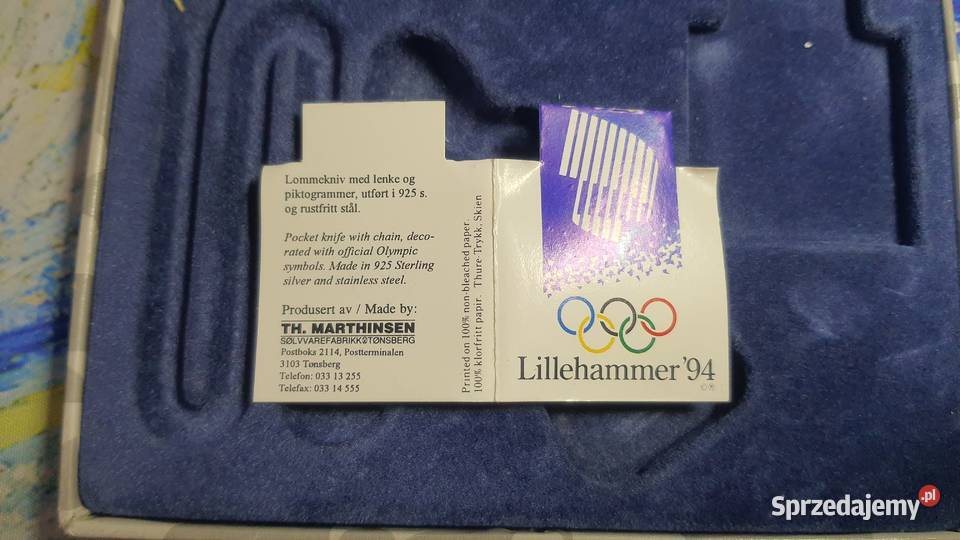 Lommekniv med lenke og
piktogrammer, utført i 925 s.
og rustfritt stål.
Pocket knife with chain, deco-
rated with official Olympic
symbols. Made in 925 Sterling
silver and stainless steel.
Produsert av / Made by:
TH. MARTHINSEN
SØLVVAREFABRIKK TØNSBERG
Postboks 2114, Postterminalen
3103 Tønsberg
Telefon: 033 13 255
Telefax: 033 14 555
Printed on 100% non-bleached paper.
100% klorfritt papir. Thure Trykk, Skien
Lillehammer '94
©®
Sprzedajemy.pl